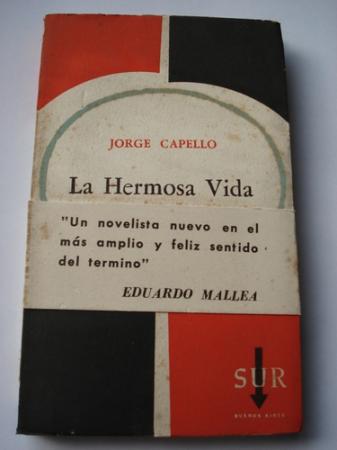 JORGE CAPELLO
La Hermosa Vida
"Un novelista nuevo en el
más amplio y feliz sentido
del termino"
EDUARDO MALLEA
SUR
BUENOS AIRES